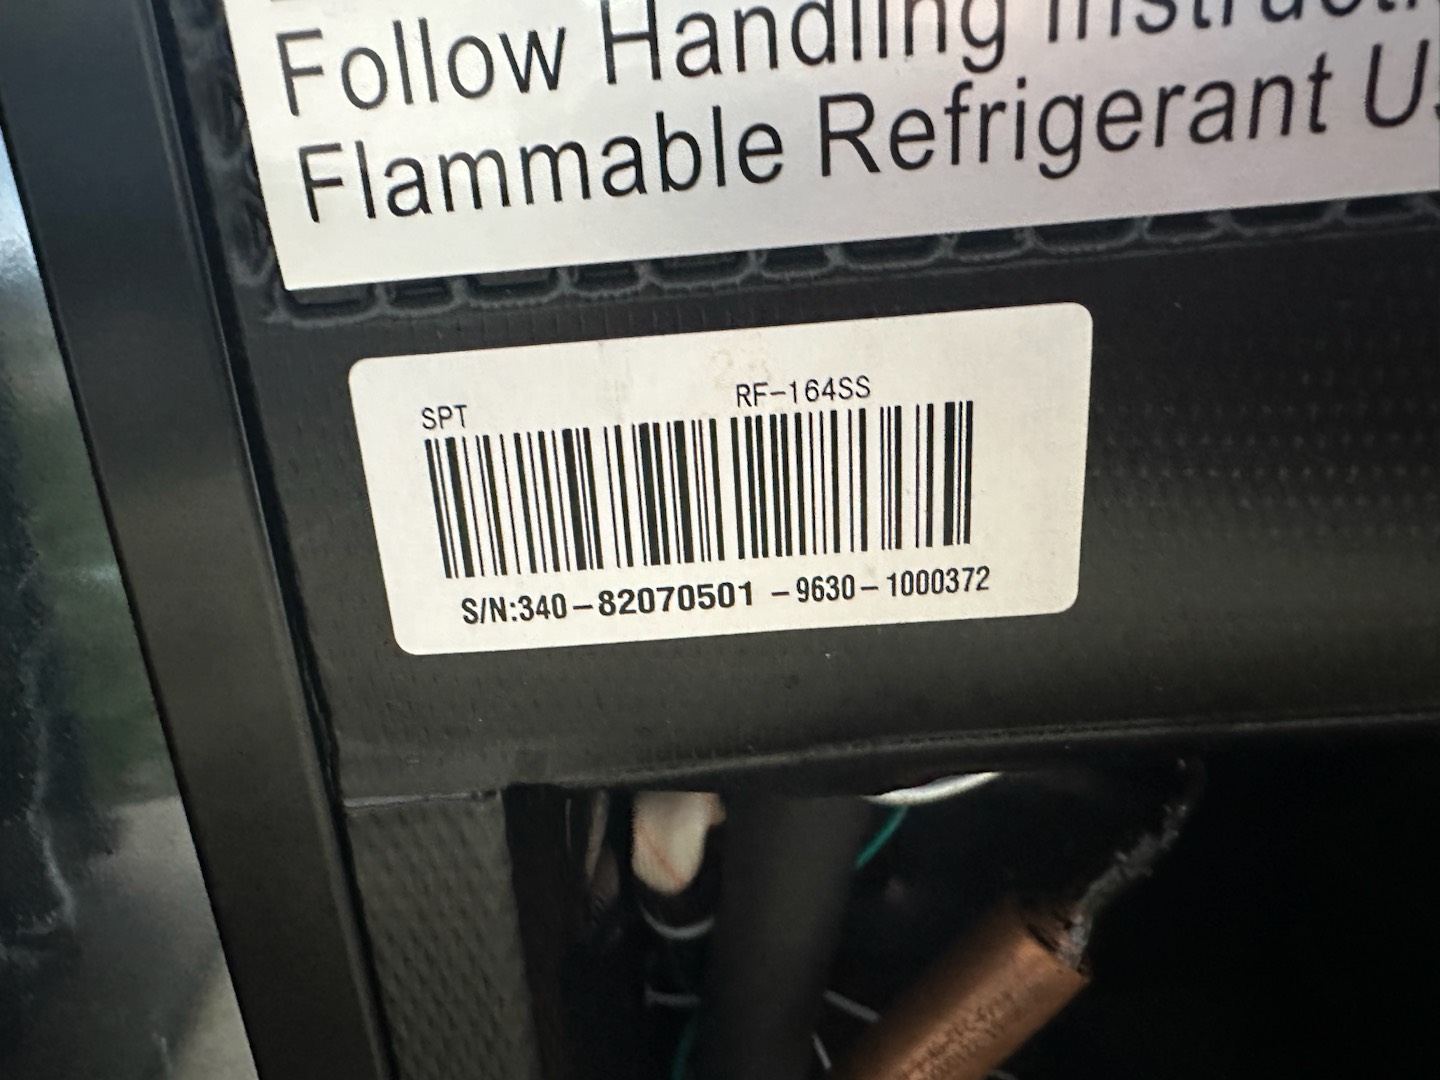 Follow Handling
Flammable Refrigerant
SPT
RF-164SS
S/N:340-82070501-9630-1000372